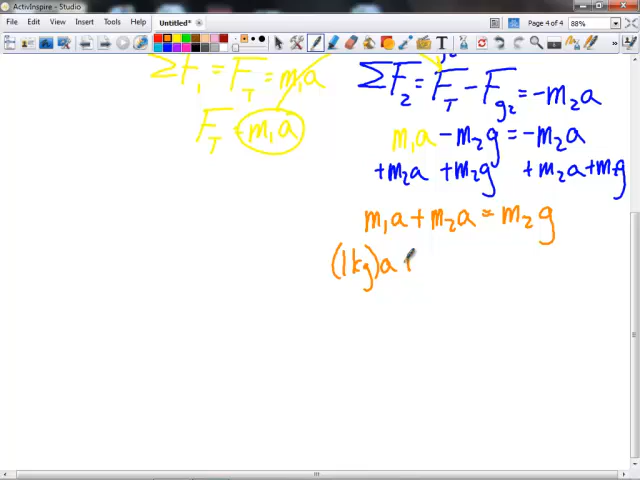 ActivInspire - Studio
File Edit View Insert Tools Help
Untitled*
Page 4 of 4
88%
ΣF₁ = F_T = m₁a
F_T = m₁a
ΣF₂ = F_T - F_g₂ = -m₂a
m₁a - m₂g = -m₂a
+m₂a +m₂g +m₂a +m₂g
m₁a + m₂a = m₂g
(1kg)a